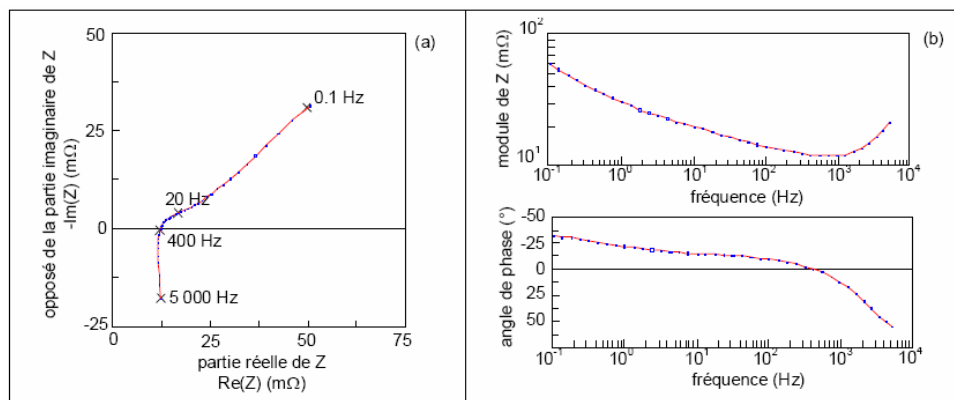 opposé de la partie imaginaire de Z
-Im(Z) (mΩ)
50
25
0
-25
(a)
0.1 Hz
20 Hz
400 Hz
5 000 Hz
0
25
50
75
partie réelle de Z
Re(Z) (mΩ)
(b)
module de Z (mΩ)
10²
10¹
10⁻¹
10⁰
10¹
10²
10³
10⁴
fréquence (Hz)
angle de phase (°)
-50
-25
0
25
50
10⁻¹
10⁰
10¹
10²
10³
10⁴
fréquence (Hz)